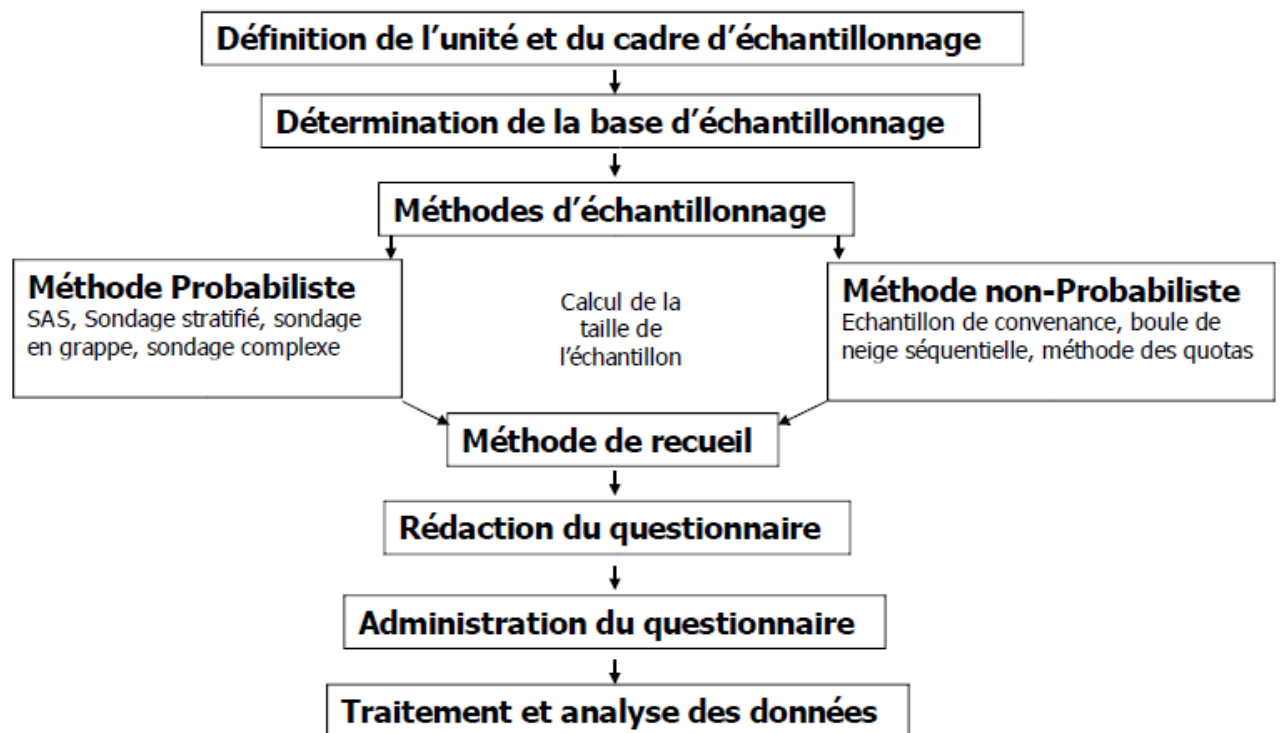 Définition de l'unité et du cadre d'échantillonnage
Détermination de la base d'échantillonnage
Méthodes d'échantillonnage
Méthode Probabiliste
SAS, Sondage stratifié, sondage
en grappe, sondage complexe
Calcul de la
taille de
l'échantillon
Méthode non-Probabiliste
Echantillon de convenance, boule de
neige séquentielle, méthode des quotas
Méthode de recueil
Rédaction du questionnaire
Administration du questionnaire
Traitement et analyse des données